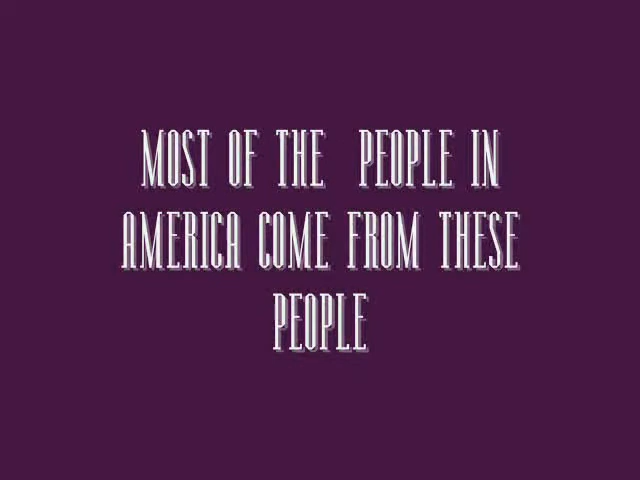 MOST OF THE PEOPLE IN
AMERICA COME FROM THESE
PEOPLE